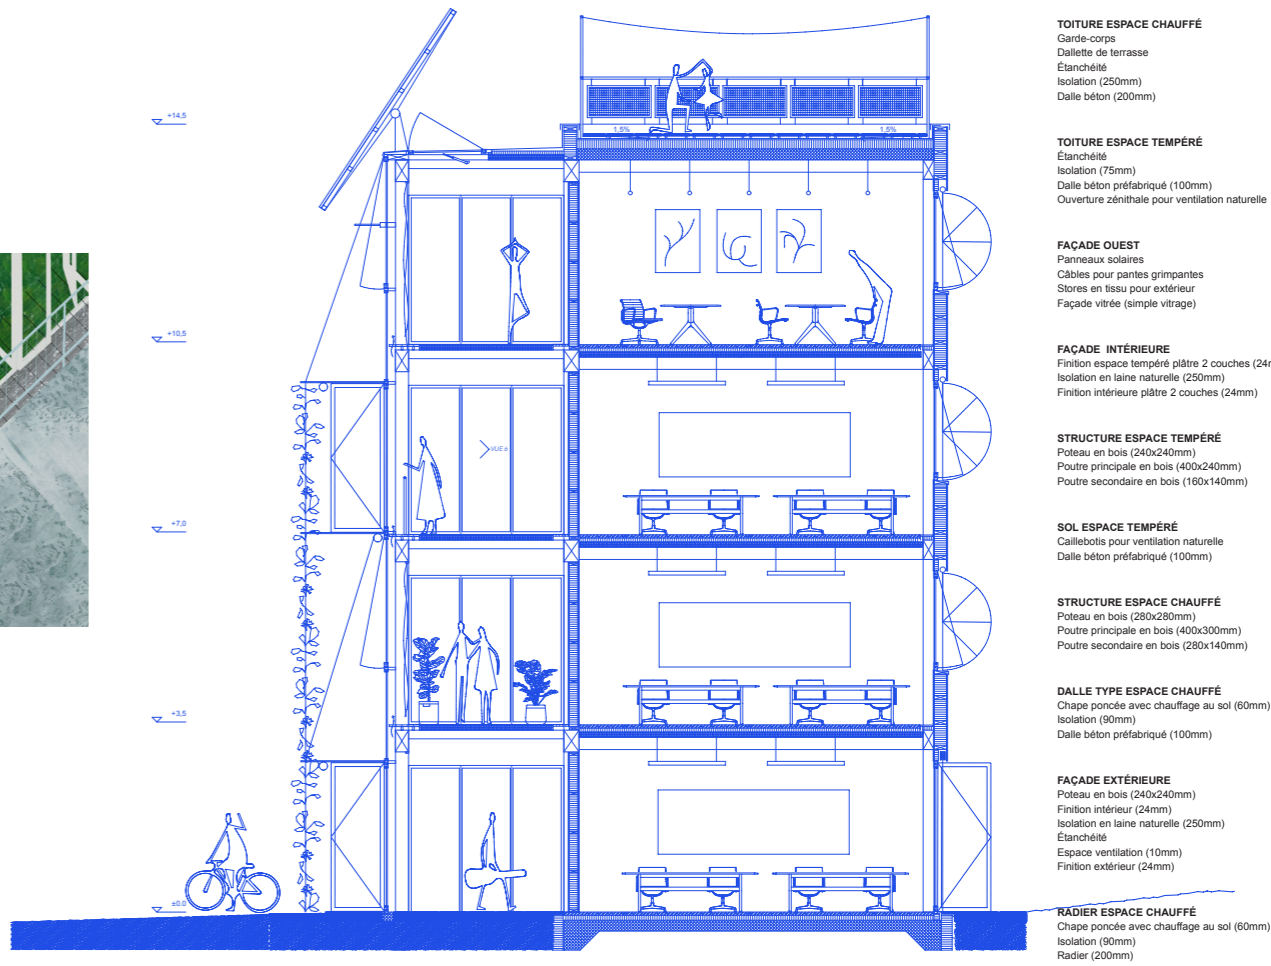 +14,5
+10,5
+7,0
+3,5
±0.0
1,5%
1,5%
VUE 6
TOITURE ESPACE CHAUFFÉ
Garde-corps
Dallette de terrasse
Étanchéité
Isolation (250mm)
Dalle béton (200mm)
TOITURE ESPACE TEMPÉRÉ
Étanchéité
Isolation (75mm)
Dalle béton préfabriqué (100mm)
Ouverture zénithale pour ventilation naturelle
FAÇADE OUEST
Panneaux solaires
Câbles pour pantes grimpantes
Stores en tissu pour extérieur
Façade vitrée (simple vitrage)
FAÇADE INTÉRIEURE
Finition espace tempéré plâtre 2 couches (24
Isolation en laine naturelle (250mm)
Finition intérieure plâtre 2 couches (24mm)
STRUCTURE ESPACE TEMPÉRÉ
Poteau en bois (240x240mm)
Poutre principale en bois (400x240mm)
Poutre secondaire en bois (160x140mm)
SOL ESPACE TEMPÉRÉ
Caillebotis pour ventilation naturelle
Dalle béton préfabriqué (100mm)
STRUCTURE ESPACE CHAUFFÉ
Poteau en bois (280x280mm)
Poutre principale en bois (400x300mm)
Poutre secondaire en bois (280x140mm)
DALLE TYPE ESPACE CHAUFFÉ
Chape poncée avec chauffage au sol (60mm)
Isolation (90mm)
Dalle béton préfabriqué (100mm)
FAÇADE EXTÉRIEURE
Poteau en bois (240x240mm)
Finition intérieur (24mm)
Isolation en laine naturelle (250mm)
Étanchéité
Espace ventilation (10mm)
Finition extérieur (24mm)
RADIER ESPACE CHAUFFÉ
Chape poncée avec chauffage au sol (60mm)
Isolation (90mm)
Radier (200mm)